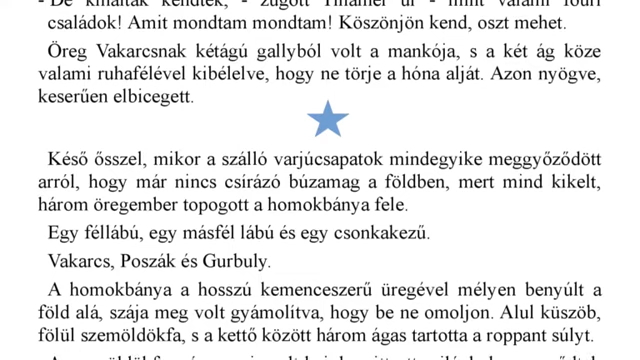 - De kínálták kendtek, - zúgott ur - mint valami főúri
családok! Amit mondtam mondtam! Köszönjön kend, oszt mehet.
Öreg Vakarcsnak kétágú gallyból volt a mankója, s a két ág köze
valami ruhafélével kibélelve, hogy ne törje a hóna alját. Azon nyögve,
keserűen elbicegett.
Késő ősszel, mikor a szálló varjúcsapatok mindegyike meggyőződött
arról, hogy már nincs csírázó búzamag a földben, mert mind kikelt,
három öregember topogott a homokbánya fele.
Egy féllábú, egy másfél lábú és egy csonkakezű.
Vakarcs, Poszák és Gurbuly.
A homokbánya a hosszú kemenceszerű üregével mélyen benyúlt a
föld alá, szája meg volt gyámolítva, hogy be ne omoljon. Alul küszöb,
fölül szemöldökfa, s a kettő között három ágas tartotta a roppant súlyt.